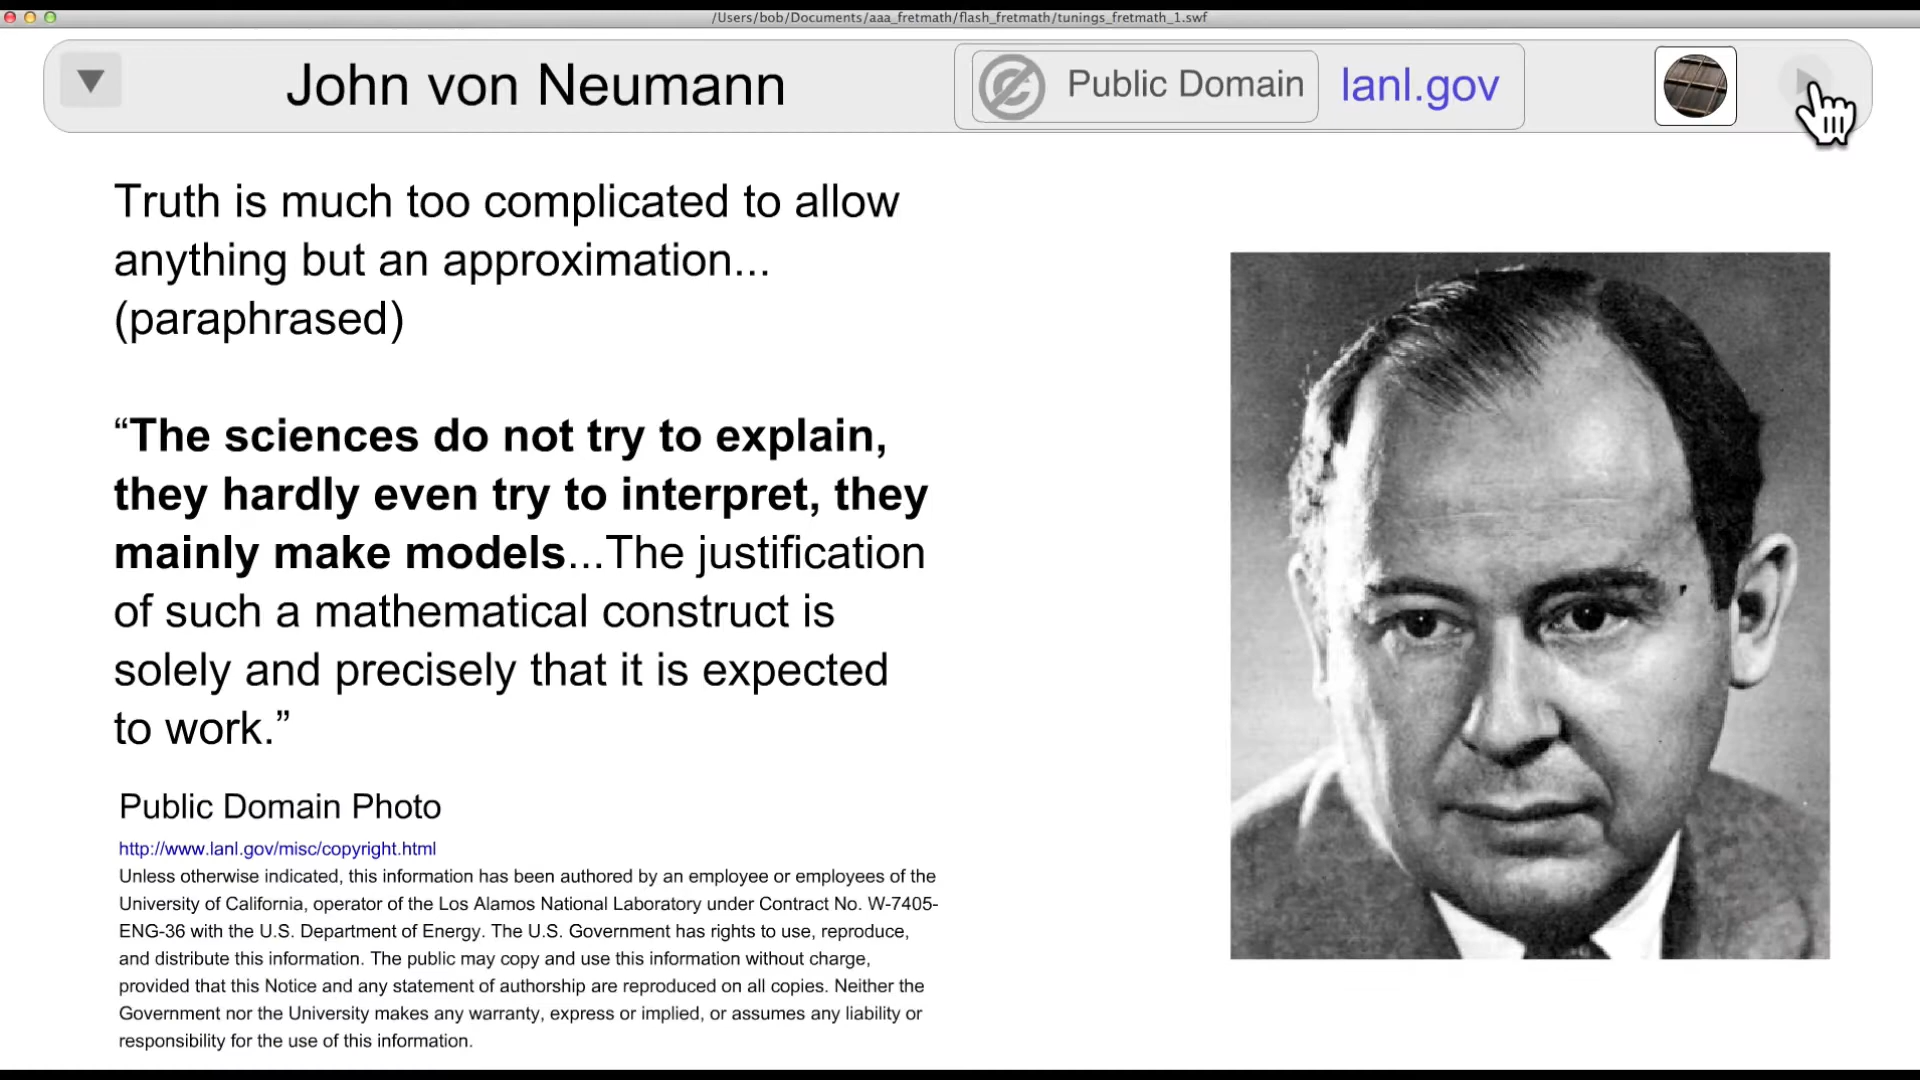 /Users/bob/Documents/aaa_fretmath/flash_fretmath/tunings_fretmath_1.swf
John von Neumann
Public Domain
lanl.gov
Truth is much too complicated to allow
anything but an approximation...
(paraphrased)
“The sciences do not try to explain,
they hardly even try to interpret, they
mainly make models...The justification
of such a mathematical construct is
solely and precisely that it is expected
to work.”
Public Domain Photo
http://www.lanl.gov/misc/copyright.html
Unless otherwise indicated, this information has been authored by an employee or employees of the
University of California, operator of the Los Alamos National Laboratory under Contract No. W-7405-
ENG-36 with the U.S. Department of Energy. The U.S. Government has rights to use, reproduce,
and distribute this information. The public may copy and use this information without charge,
provided that this Notice and any statement of authorship are reproduced on all copies. Neither the
Government nor the University makes any warranty, express or implied, or assumes any liability or
responsibility for the use of this information.